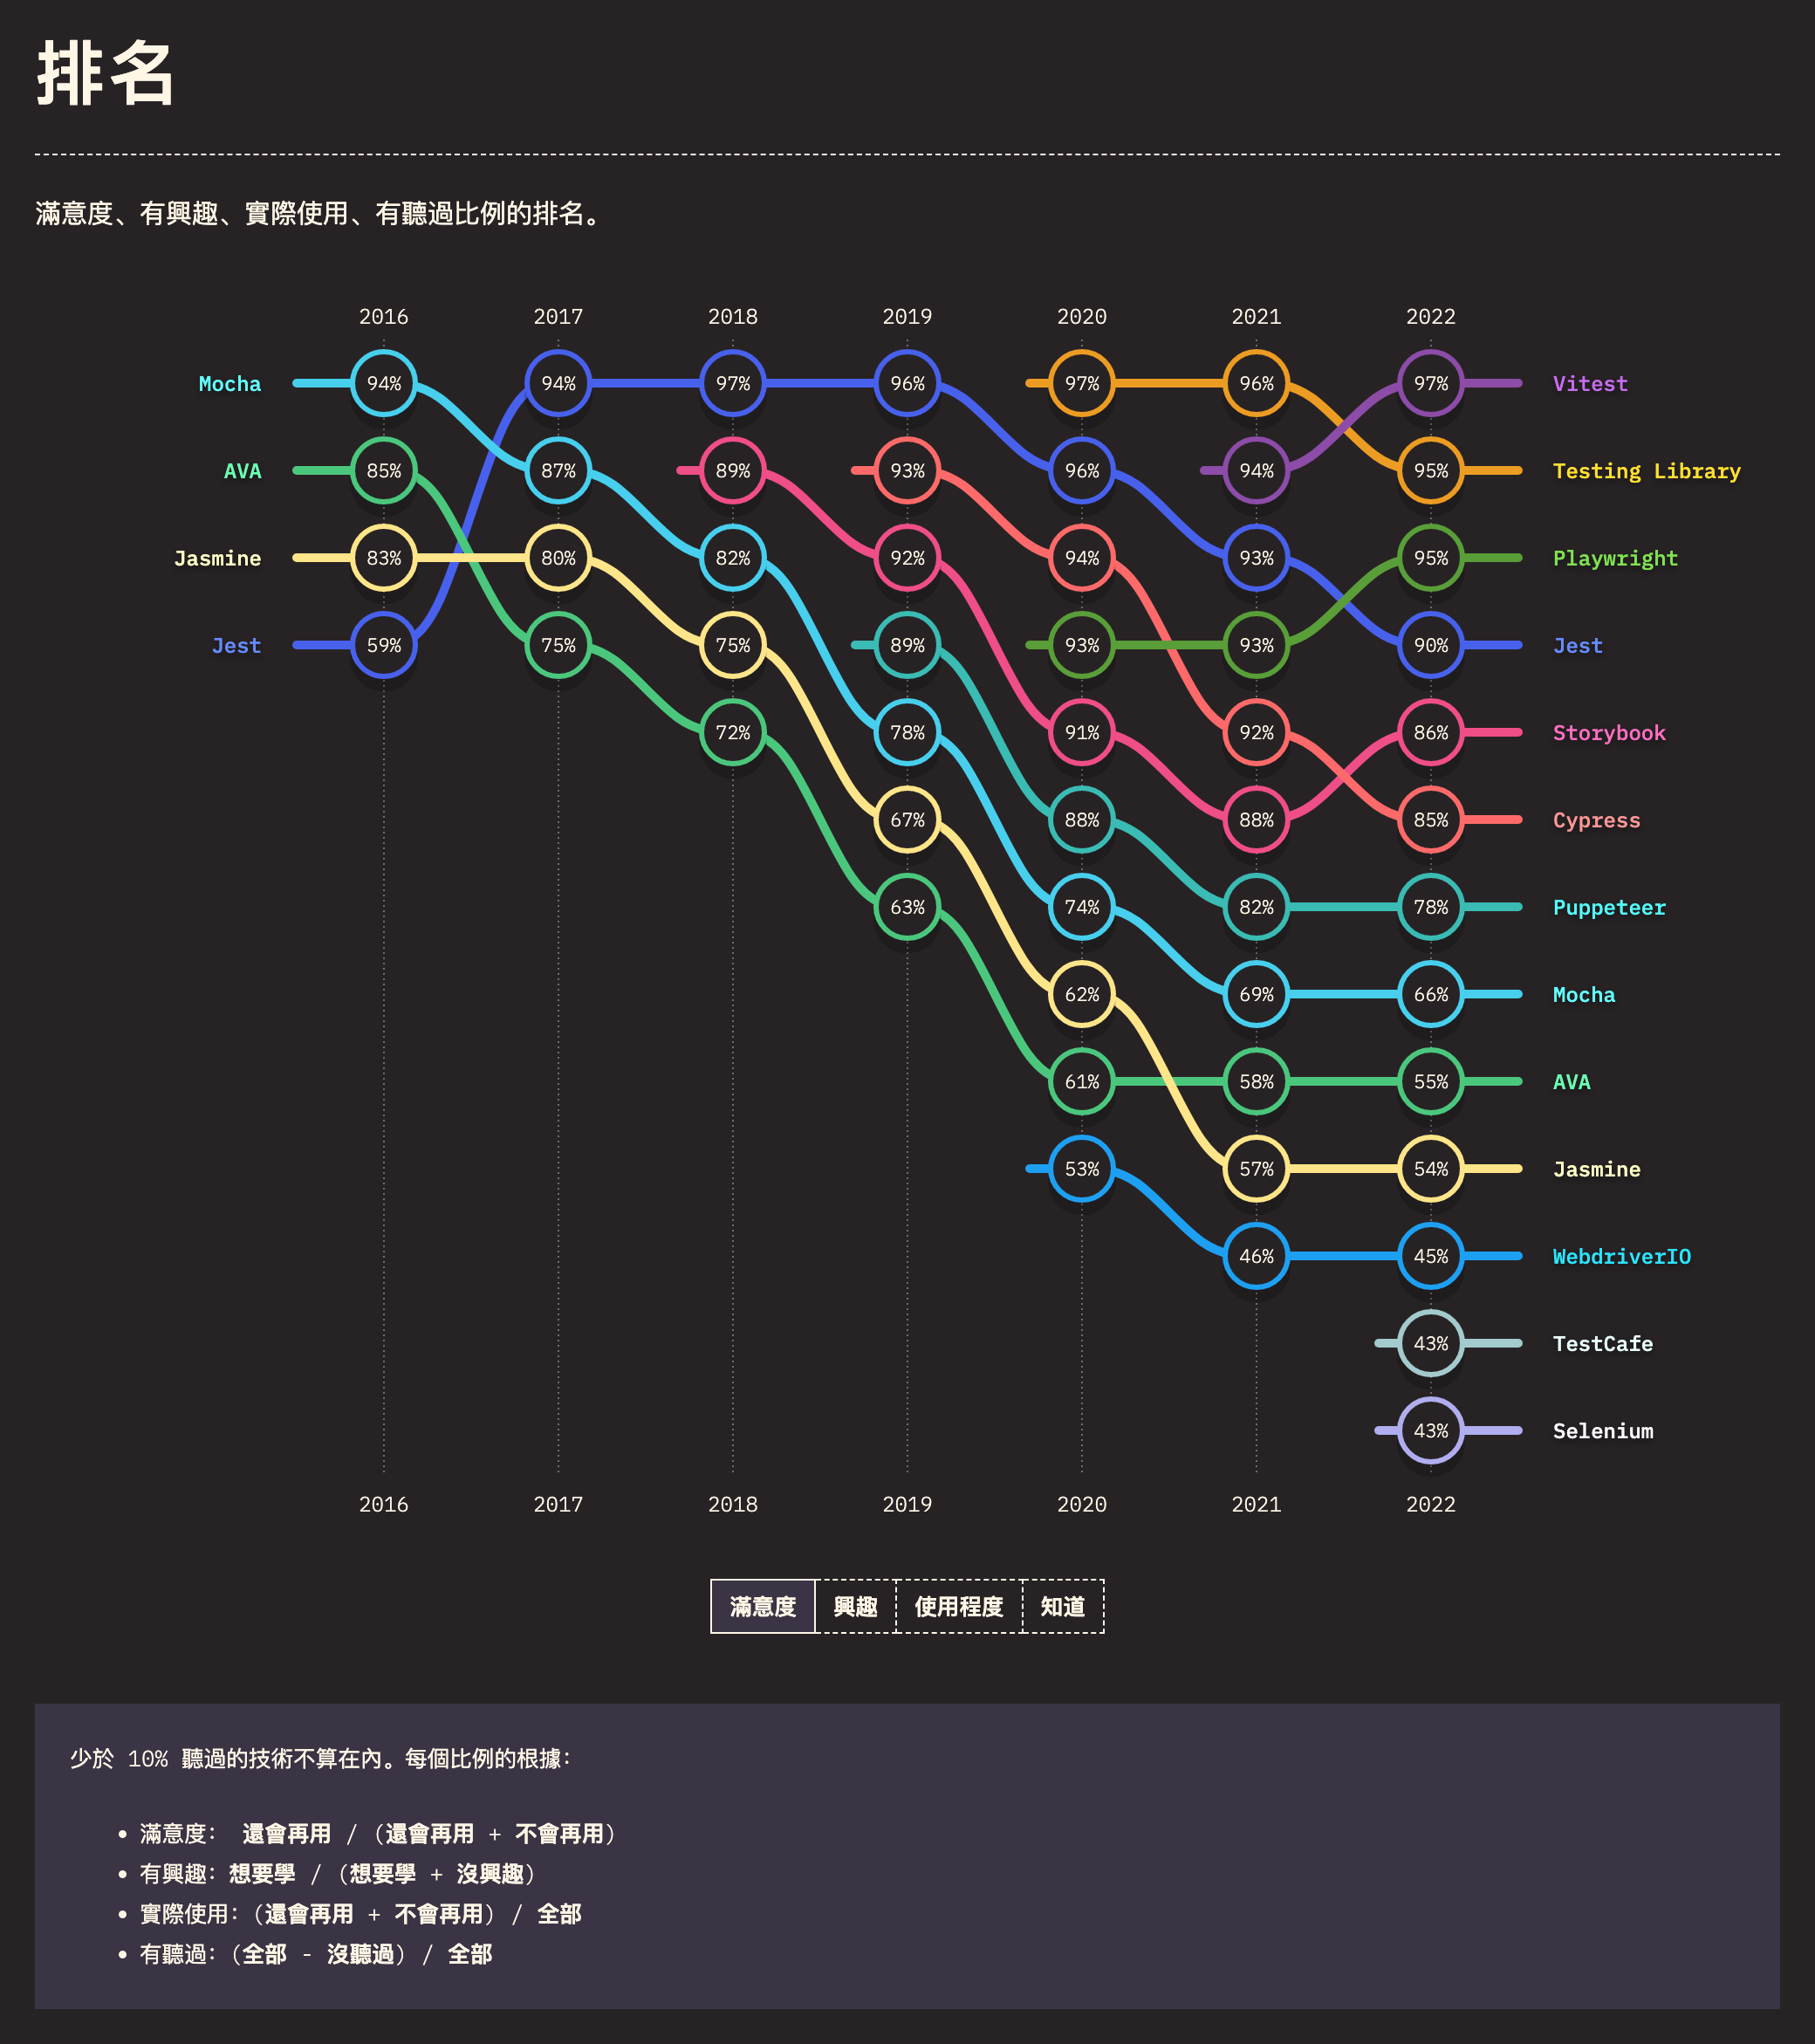 排名
滿意度、有興趣、實際使用、有聽過比例的排名。
2016 2017 2018 2019 2020 2021 2022
Mocha 94% 94% 97% 96% 97% 96% 97% Vitest
AVA 85% 87% 89% 93% 96% 94% 95% Testing Library
Jasmine 83% 80% 82% 92% 94% 93% 95% Playwright
Jest 59% 75% 75% 89% 93% 93% 90% Jest
72% 78% 91% 92% 86% Storybook
67% 88% 88% 85% Cypress
63% 74% 82% 78% Puppeteer
62% 69% 66% Mocha
61% 58% 55% AVA
53% 57% 54% Jasmine
46% 45% WebdriverIO
43% TestCafe
43% Selenium
2016 2017 2018 2019 2020 2021 2022
滿意度 興趣 使用程度 知道
少於 10% 聽過的技術不算在內。每個比例的根據：
• 滿意度： 還會再用 / (還會再用 + 不會再用)
• 有興趣：想要學 / (想要學 + 沒興趣)
• 實際使用：(還會再用 + 不會再用) / 全部
• 有聽過：(全部 - 沒聽過) / 全部